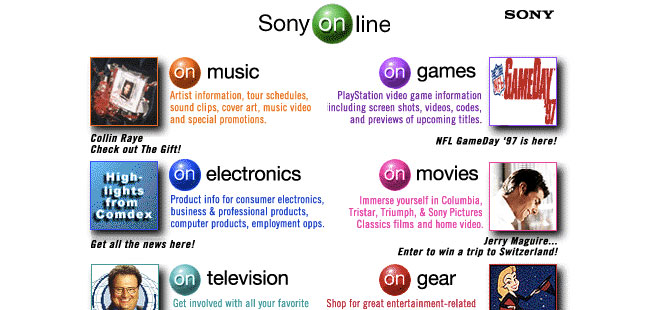 Sony on line
SONY
on music
Artist information, tour schedules,
sound clips, cover art, music video
and special promotions.
Collin Raye
Check out The Gift!
on games
PlayStation video game information
including screen shots, videos, codes,
and previews of upcoming titles.
NFL
GAMEDAY
'97
NFL GameDay '97 is here!
on electronics
Product info for consumer electronics,
business & professional products,
computer products, employment opps.
High-
lights
from
Comdex
Get all the news here!
on movies
Immerse yourself in Columbia,
Tristar, Triumph, & Sony Pictures
Classics films and home video.
Jerry Maguire...
Enter to win a trip to Switzerland!
on television
Get involved with all your favorite
on gear
Shop for great entertainment-related